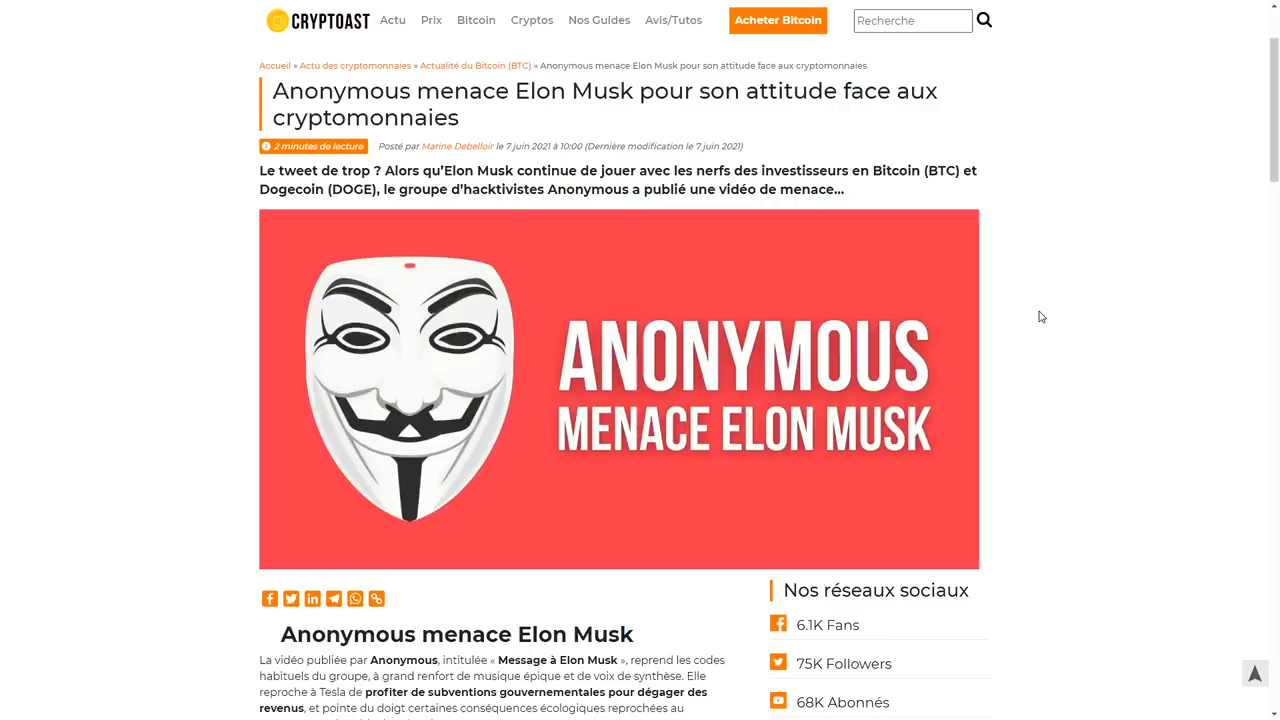 CRYPTOAST Actu Prix Bitcoin Cryptos Nos Guides Avis/Tutos Acheter Bitcoin Recherche
Accueil » Actu des cryptomonnaies » Actualité du Bitcoin (BTC) » Anonymous menace Elon Musk pour son attitude face aux cryptomonnaies
Anonymous menace Elon Musk pour son attitude face aux
cryptomonnaies
2 minutes de lecture Posté par Marine Debelloir le 7 juin 2021 à 10:00 (Dernière modification le 7 juin 2021)
Le tweet de trop ? Alors qu’Elon Musk continue de jouer avec les nerfs des investisseurs en Bitcoin (BTC) et
Dogecoin (DOGE), le groupe d’hacktivistes Anonymous a publié une vidéo de menace...
ANONYMOUS
MENACE ELON MUSK
Anonymous menace Elon Musk
La vidéo publiée par Anonymous, intitulée « Message à Elon Musk », reprend les codes
habituels du groupe, à grand renfort de musique épique et de voix de synthèse. Elle
reproche à Tesla de profiter de subventions gouvernementales pour dégager des
revenus, et pointe du doigt certaines conséquences écologiques reprochées au
Nos réseaux sociaux
6.1K Fans
75K Followers
68K Abonnés